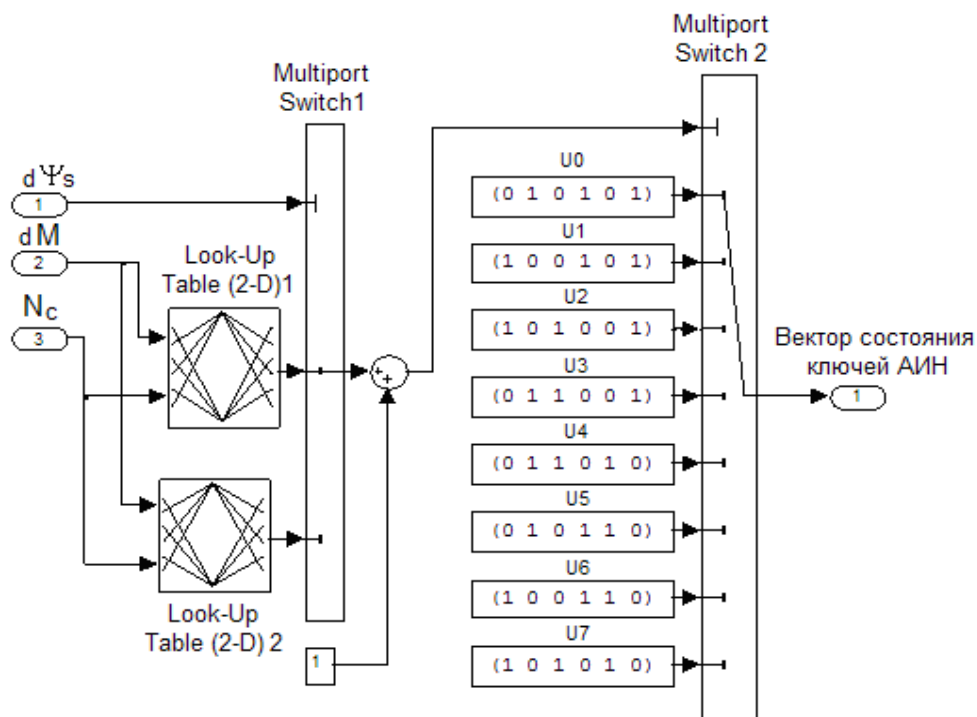 Multiport
Switch 2
Multiport
Switch1
dΨs
1
dM
2
Nc
3
Look-Up
Table (2-D)1
Look-Up
Table (2-D) 2
+
+
1
U0
(0 1 0 1 0 1)
U1
(1 0 0 1 0 1)
U2
(1 0 1 0 0 1)
U3
(0 1 1 0 0 1)
U4
(0 1 1 0 1 0)
U5
(0 1 0 1 1 0)
U6
(1 0 0 1 1 0)
U7
(1 0 1 0 1 0)
Вектор состояния
ключей АИН
1